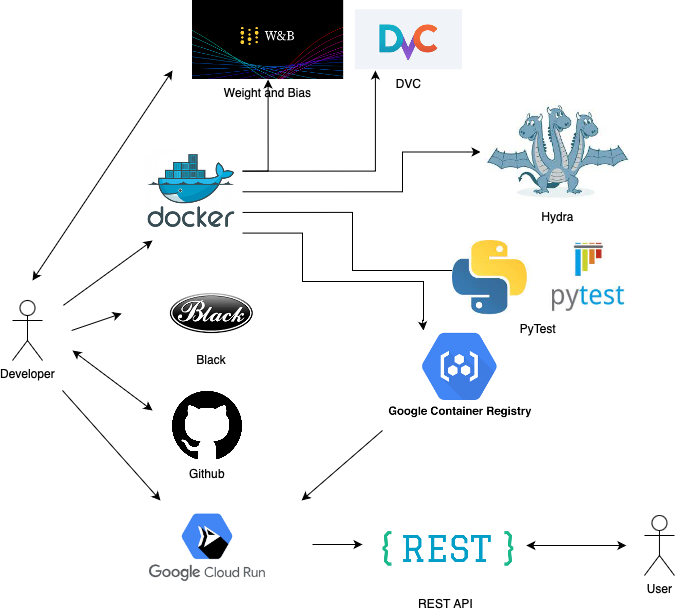 W&B
DVC
Weight and Bias
DVC
docker
Hydra
pytest
PyTest
Black
Developer
Black
Google Container Registry
Github
Google Cloud Run
{ REST }
REST API
User